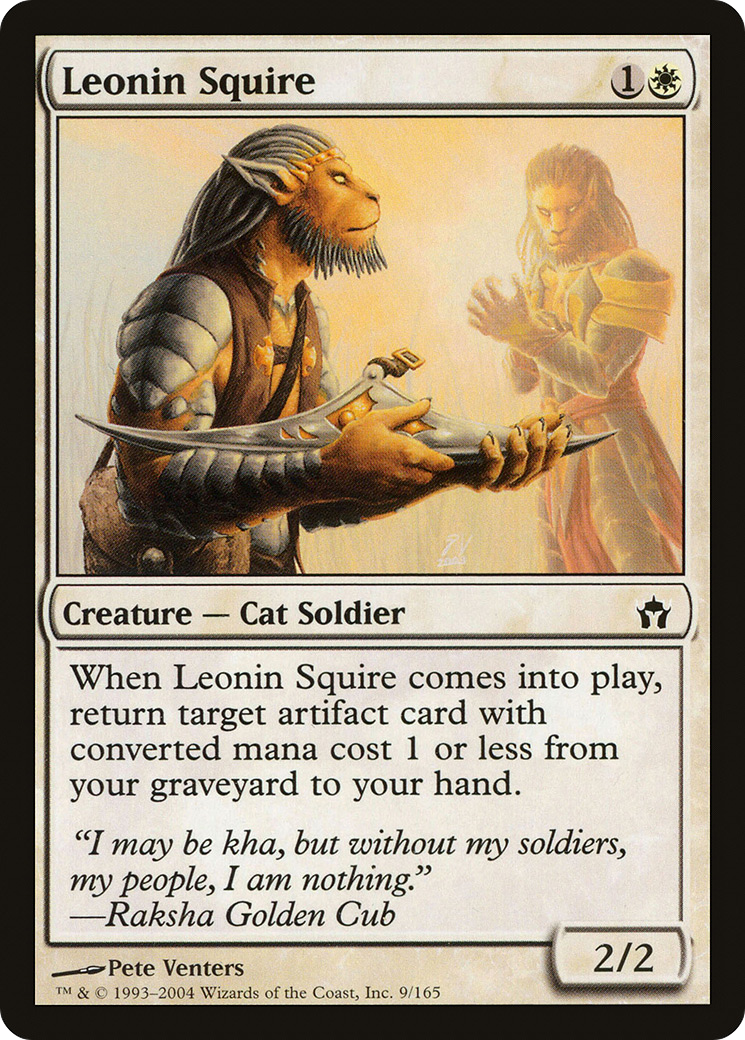 Leonin Squire
1
Creature — Cat Soldier
When Leonin Squire comes into play,
return target artifact card with
converted mana cost 1 or less from
your graveyard to your hand.
“I may be kha, but without my soldiers,
my people, I am nothing.”
—Raksha Golden Cub
2/2
Pete Venters
™ & © 1993–2004 Wizards of the Coast, Inc. 9/165